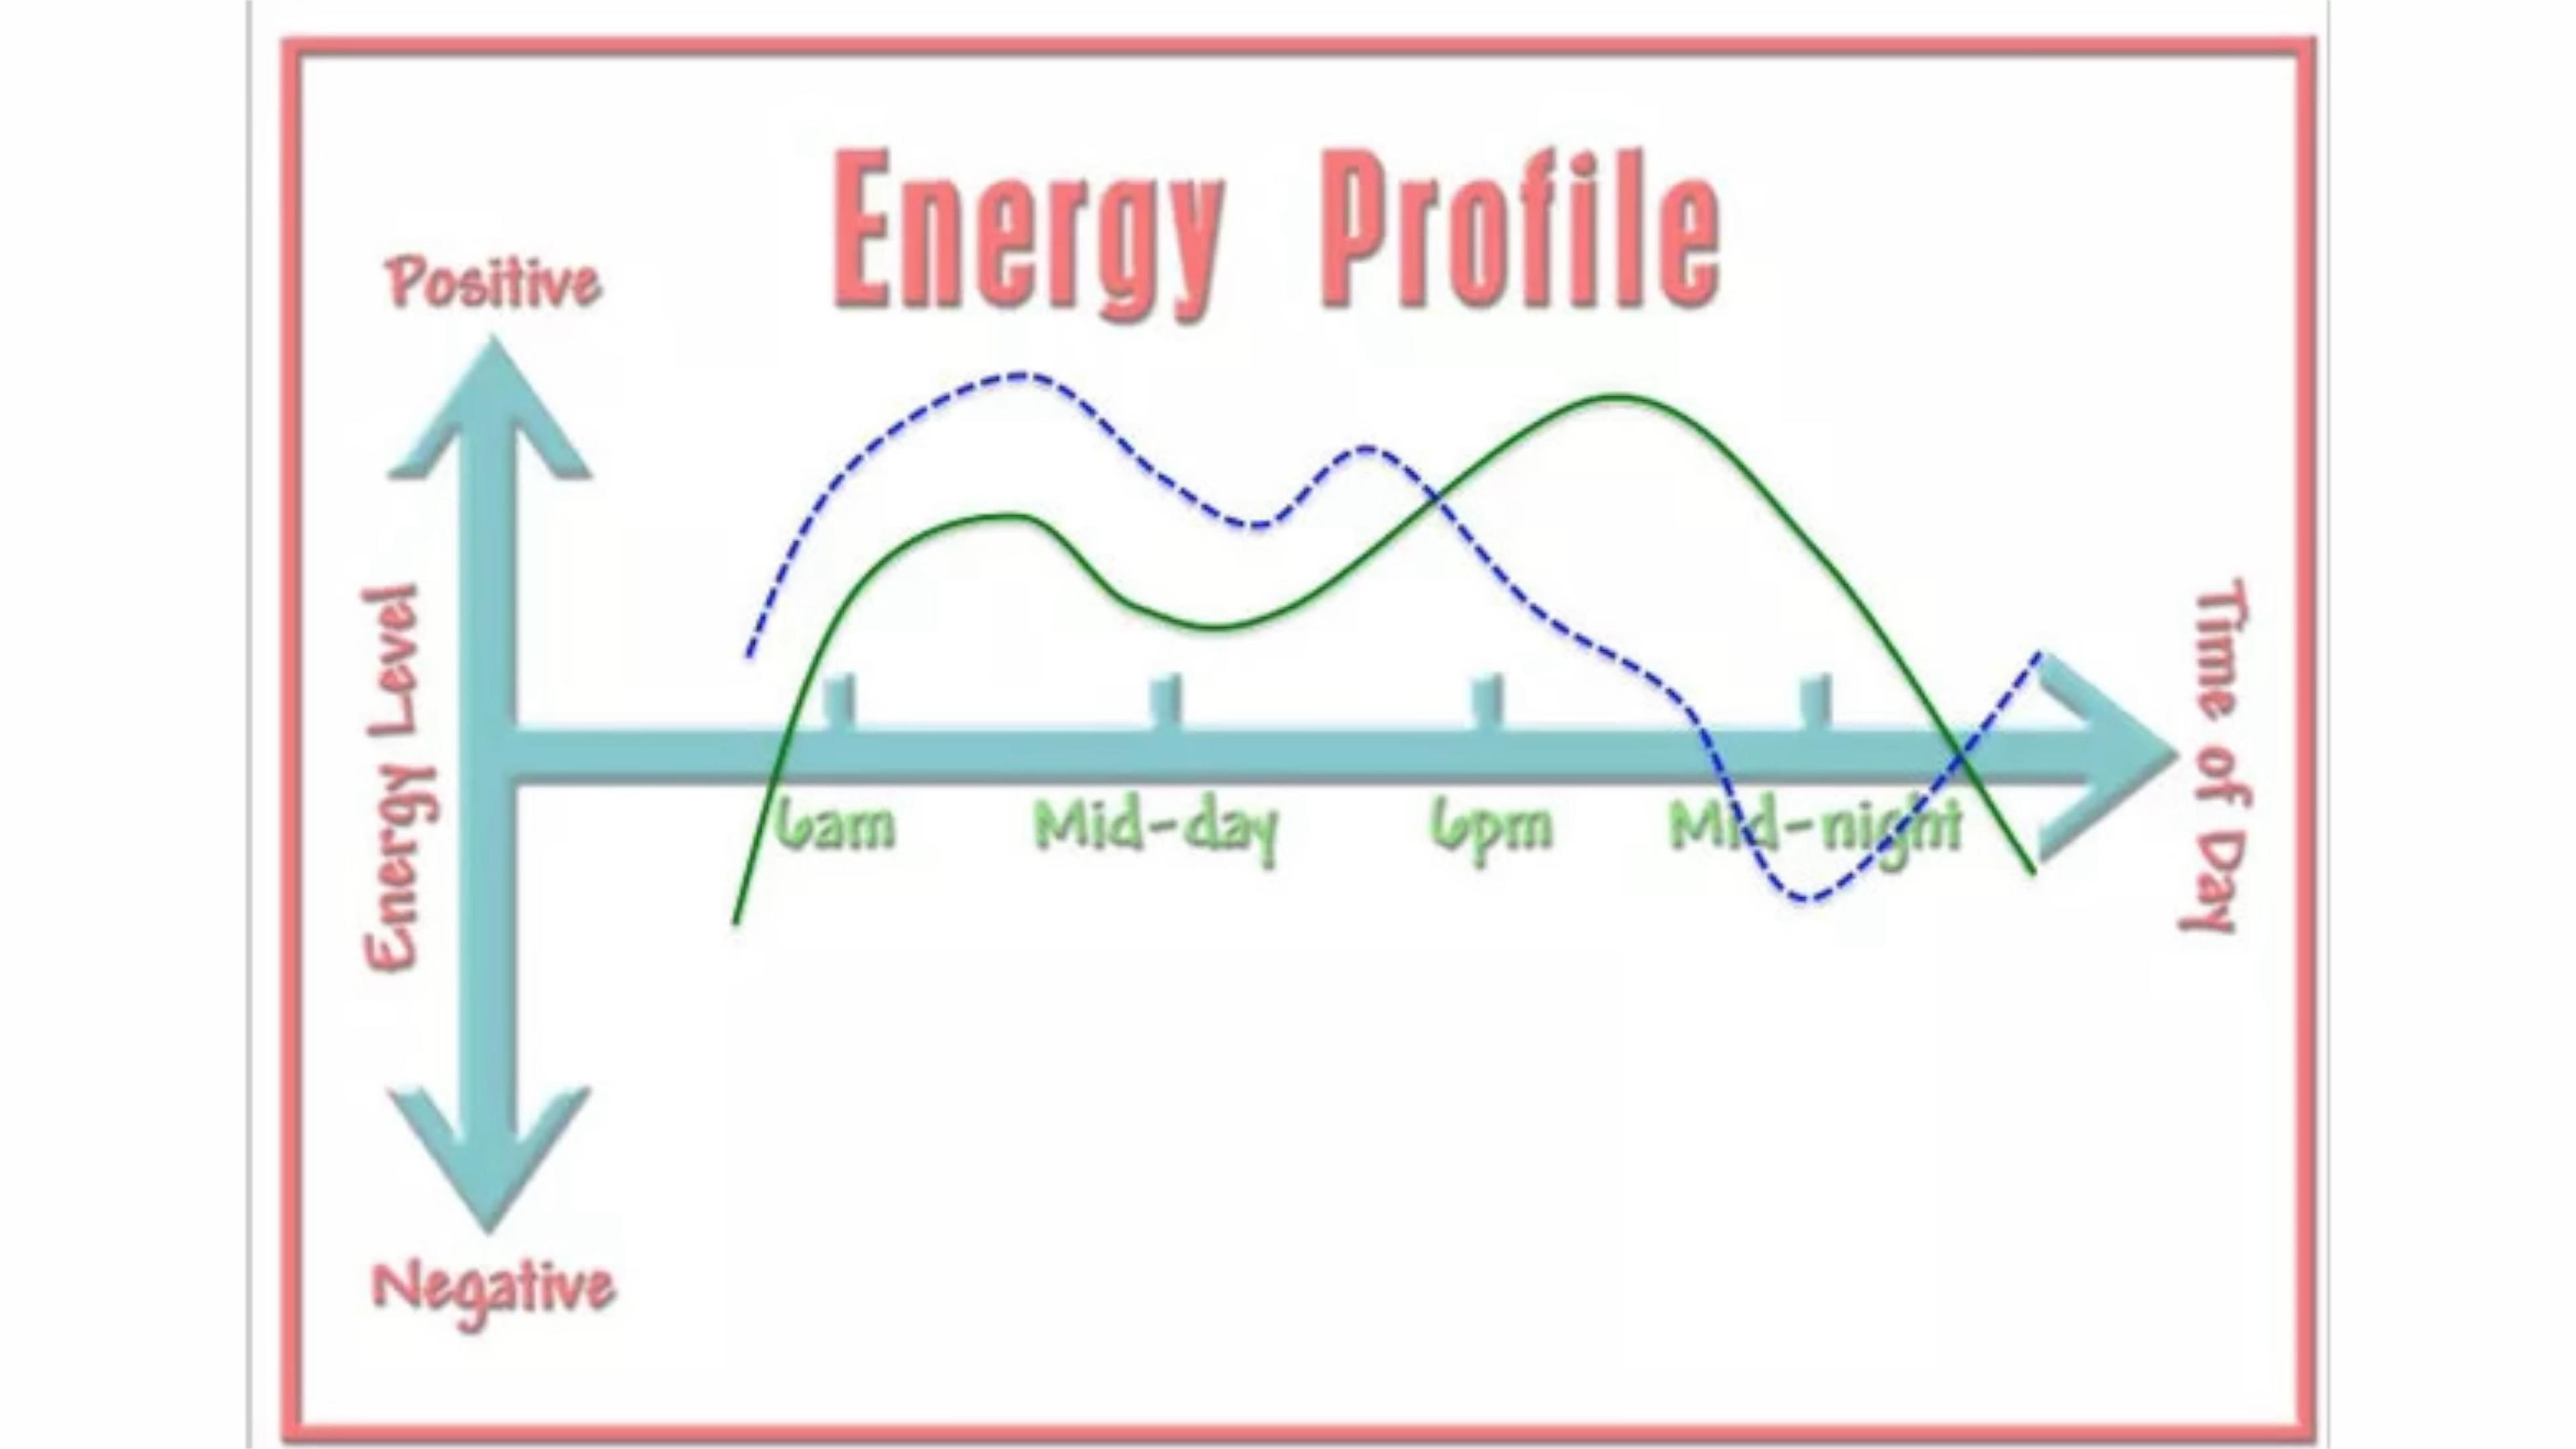 Energy Profile
Positive
Energy Level
Time of Day
6am Mid-day 6pm Mid-night
Negative